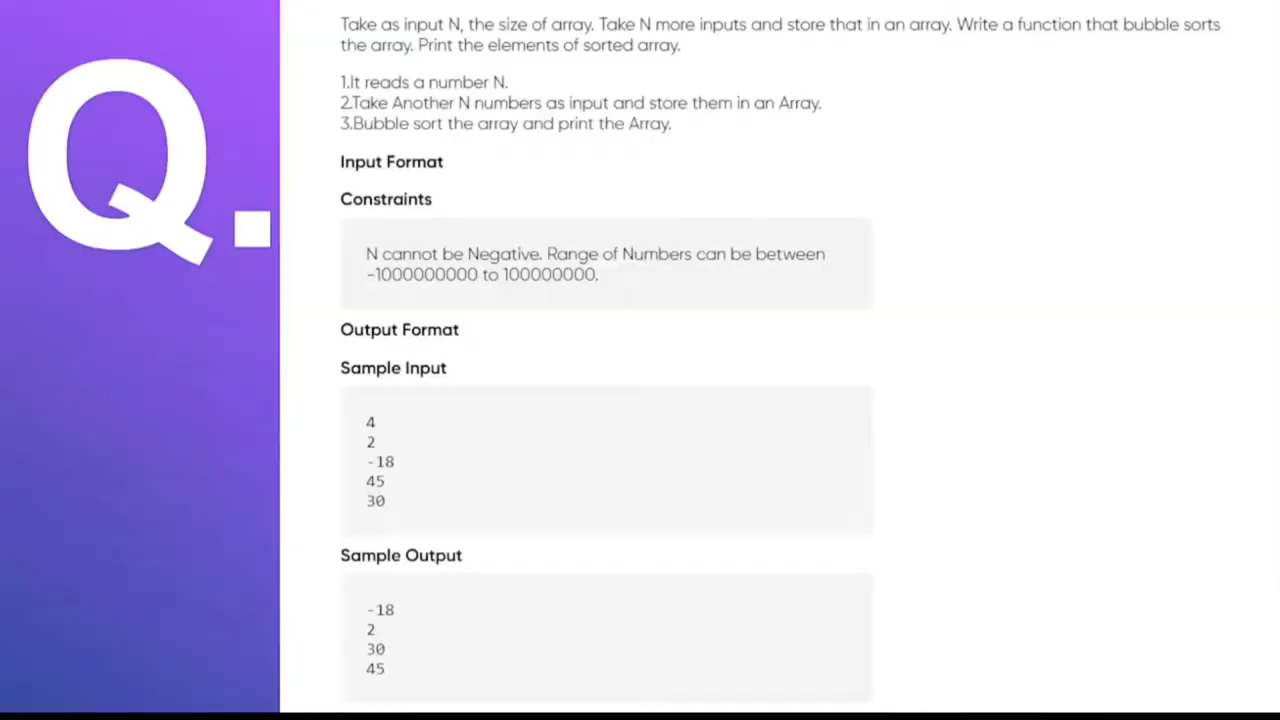 Q.
Take as input N, the size of array. Take N more inputs and store that in an array. Write a function that bubble sorts
the array. Print the elements of sorted array.
1.It reads a number N.
2.Take Another N numbers as input and store them in an Array.
3.Bubble sort the array and print the Array.
Input Format
Constraints
N cannot be Negative. Range of Numbers can be between
-1000000000 to 100000000.
Output Format
Sample Input
4
2
-18
45
30
Sample Output
-18
2
30
45